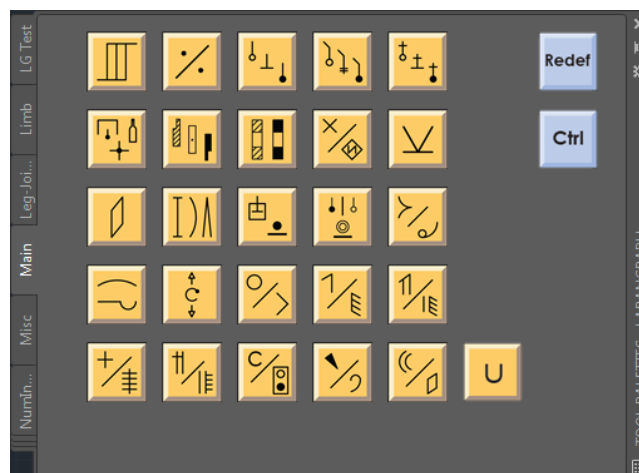 LG Test
Limb
Leg-Joi...
Main
Misc
NumIn...
Redef
Ctrl
U